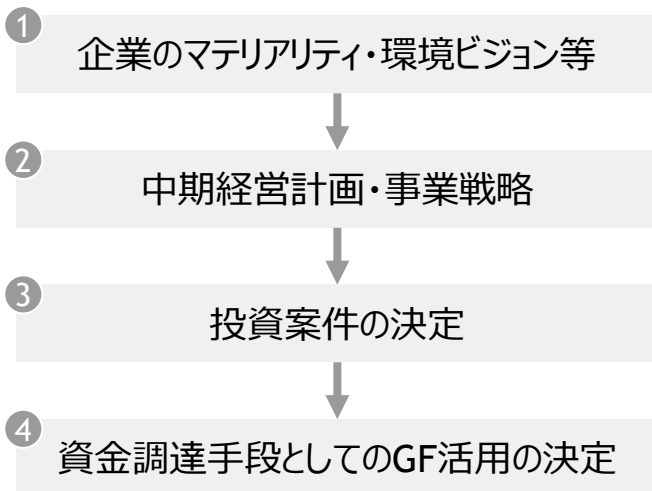 1
企業のマテリアリティ・環境ビジョン等
2
中期経営計画・事業戦略
3
投資案件の決定
4
資金調達手段としてのGF活用の決定